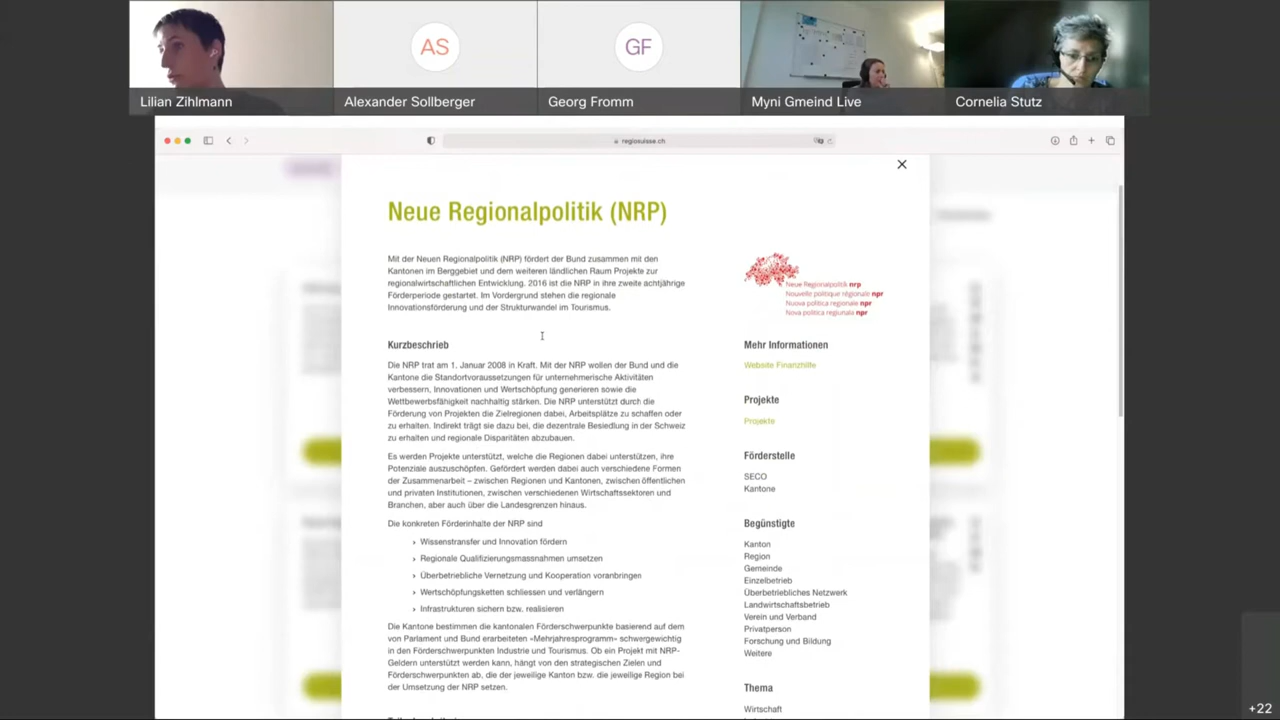 AS
GF
Lilian Zihlmann
Alexander Sollberger
Georg Fromm
Myni Gmeind Live
Cornelia Stutz
regiosuisse.ch
Neue Regionalpolitik (NRP)
Mit der Neuen Regionalpolitik (NRP) fördert der Bund zusammen mit den
Kantonen im Berggebiet und dem weiteren ländlichen Raum Projekte zur
regionalwirtschaftlichen Entwicklung. 2016 ist die NRP in ihre zweite achtjährige
Förderperiode gestartet. Im Vordergrund stehen die regionale
Innovationsförderung und der Strukturwandel im Tourismus.
Kurzbeschrieb
Die NRP trat am 1. Januar 2008 in Kraft. Mit der NRP wollen der Bund und die
Kantone die Standortvoraussetzungen für unternehmerische Aktivitäten
verbessern, Innovationen und Wertschöpfung generieren sowie die
Wettbewerbsfähigkeit nachhaltig stärken. Die NRP unterstützt durch die
Förderung von Projekten die Zielregionen dabei, Arbeitsplätze zu schaffen oder
zu erhalten. Indirekt trägt sie dazu bei, die dezentrale Besiedlung in der Schweiz
zu erhalten und regionale Disparitäten abzubauen.
Es werden Projekte unterstützt, welche die Regionen dabei unterstützen, ihre
Potenziale auszuschöpfen. Gefördert werden dabei auch verschiedene Formen
der Zusammenarbeit – zwischen Regionen und Kantonen, zwischen öffentlichen
und privaten Institutionen, zwischen verschiedenen Wirtschaftssektoren und
Branchen, aber auch über die Landesgrenzen hinaus.
Die konkreten Förderinhalte der NRP sind
› Wissenstransfer und Innovation fördern
› Regionale Qualifizierungsmassnahmen umsetzen
› Überbetriebliche Vernetzung und Kooperation voranbringen
› Wertschöpfungsketten schliessen und verlängern
› Infrastrukturen sichern bzw. realisieren
Die Kantone bestimmen die kantonalen Förderschwerpunkte basierend auf dem
von Parlament und Bund erarbeiteten «Mehrjahresprogramm» schwergewichtig
in den Förderschwerpunkten Industrie und Tourismus. Ob ein Projekt mit NRP-
Geldern unterstützt werden kann, hängt von den strategischen Zielen und
Förderschwerpunkten ab, die der jeweilige Kanton bzw. die jeweilige Region bei
der Umsetzung der NRP setzen.
Neue Regionalpolitik nrp
Nouvelle politique régionale npr
Nuova politica regionale npr
Nova politica regiunala npr
Mehr Informationen
Website Finanzhilfe
Projekte
Projekte
Förderstelle
SECO
Kantone
Begünstigte
Kanton
Region
Gemeinde
Einzelbetrieb
Überbetriebliches Netzwerk
Landwirtschaftsbetrieb
Verein und Verband
Privatperson
Forschung und Bildung
Weitere
Thema
Wirtschaft
+22